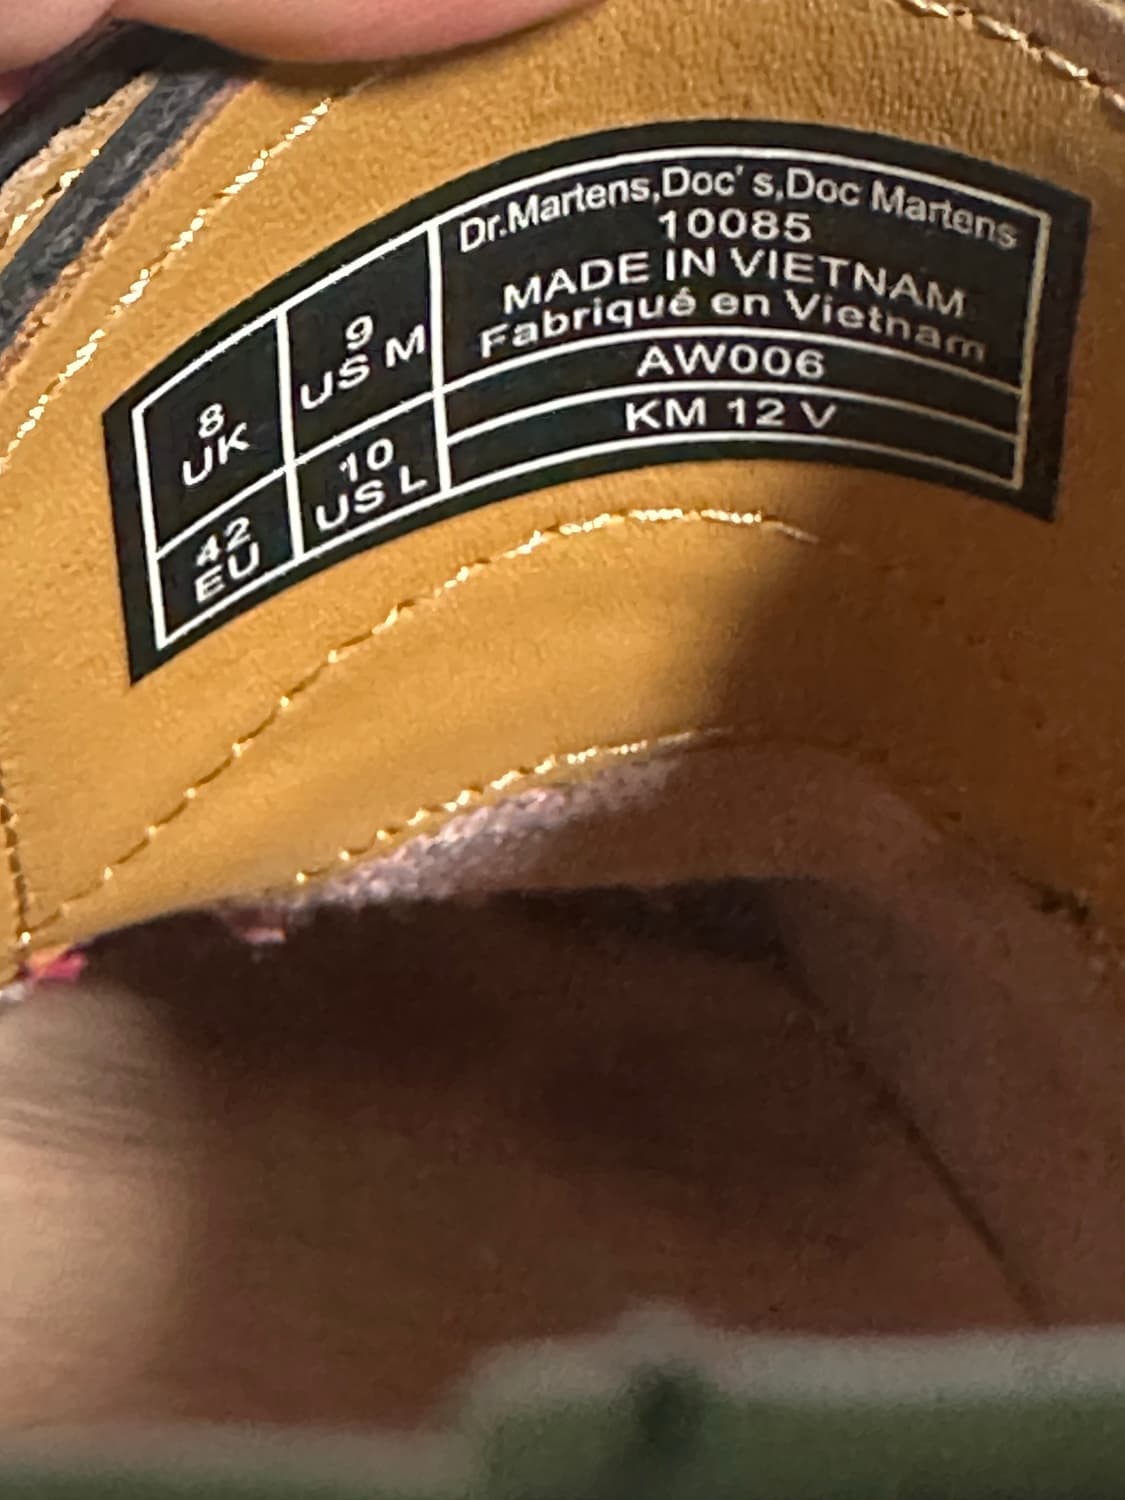 8
UK
9
US M
42
EU
10
US L
Dr.Martens,Doc' s,Doc Martens
10085
MADE IN VIETNAM
Fabriqué en Vietnam
AW006
KM 12 V